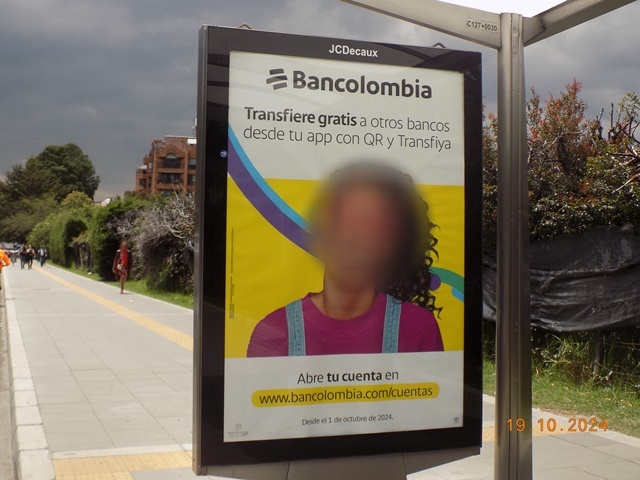 C127+0030
JCDecaux
Bancolombia
Transfiere gratis a otros bancos
desde tu app con QR y Transfiya
Abre tu cuenta en
www.bancolombia.com/cuentas
Desde el 1 de octubre de 2024.
19.10.2024